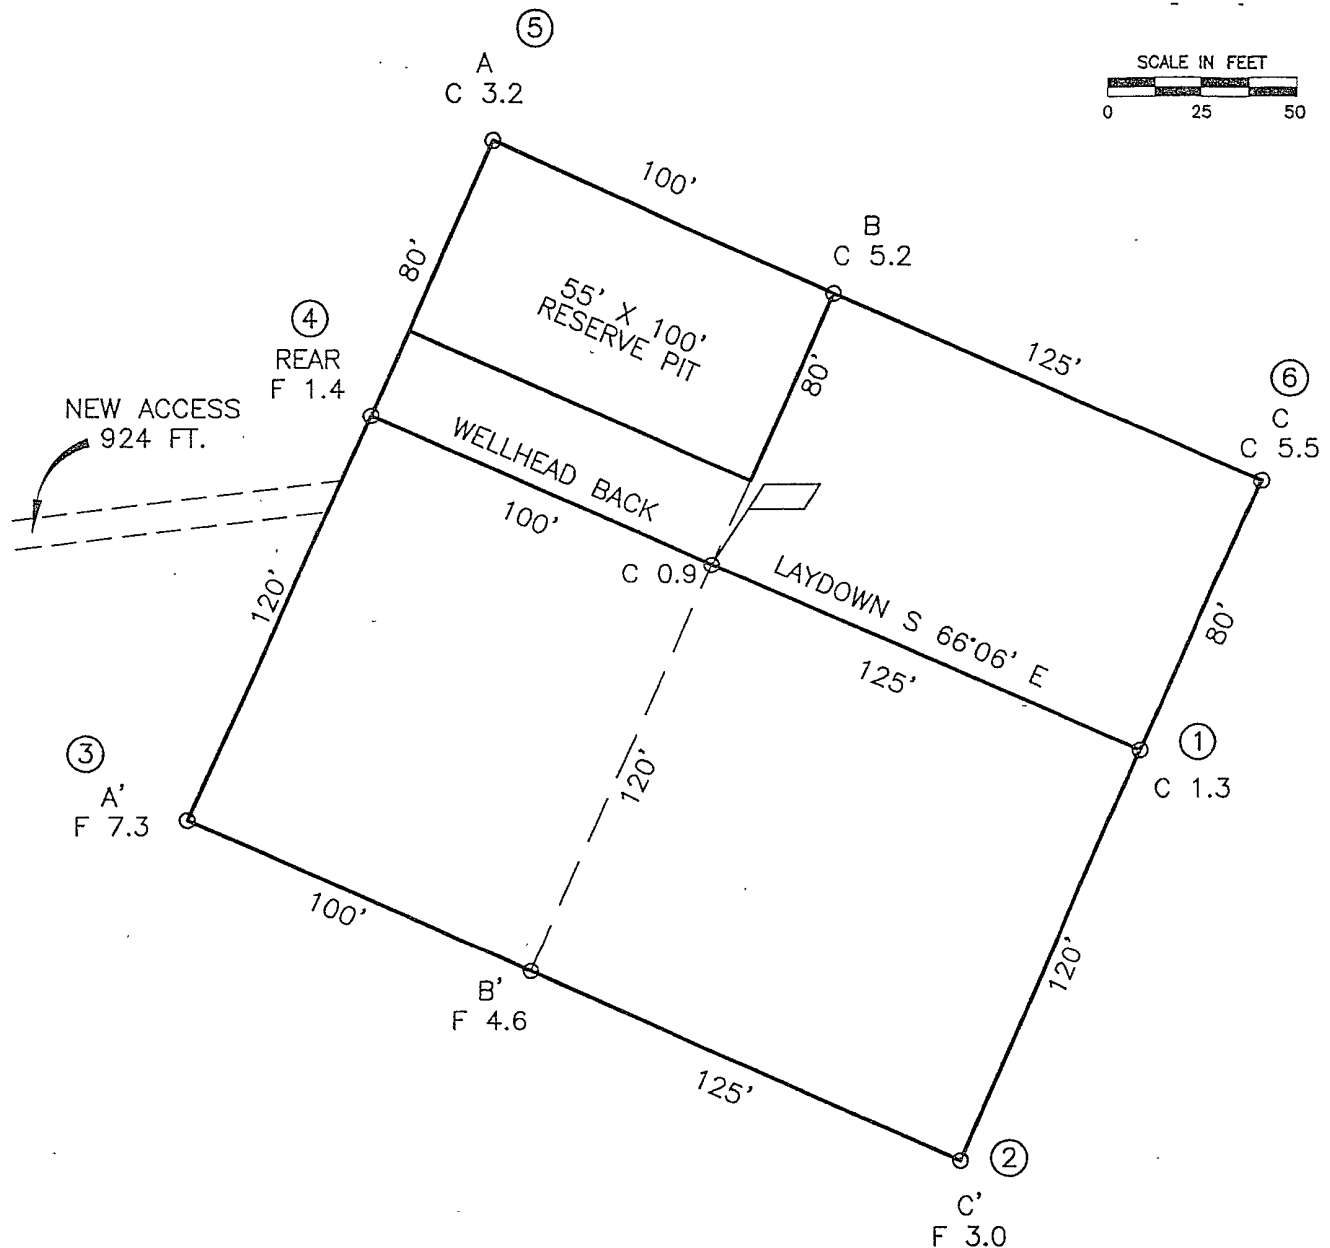 5
A
C 3.2
SCALE IN FEET
0 25 50
100'
B
C 5.2
80'
4
REAR
F 1.4
55' X 100'
RESERVE PIT
125'
80'
6
C
C 5.5
NEW ACCESS
924 FT.
WELLHEAD BACK
100'
C 0.9
LAYDOWN S 66°06' E
125'
80'
120'
1
C 1.3
3
A'
F 7.3
120'
120'
100'
B'
F 4.6
125'
2
C'
F 3.0